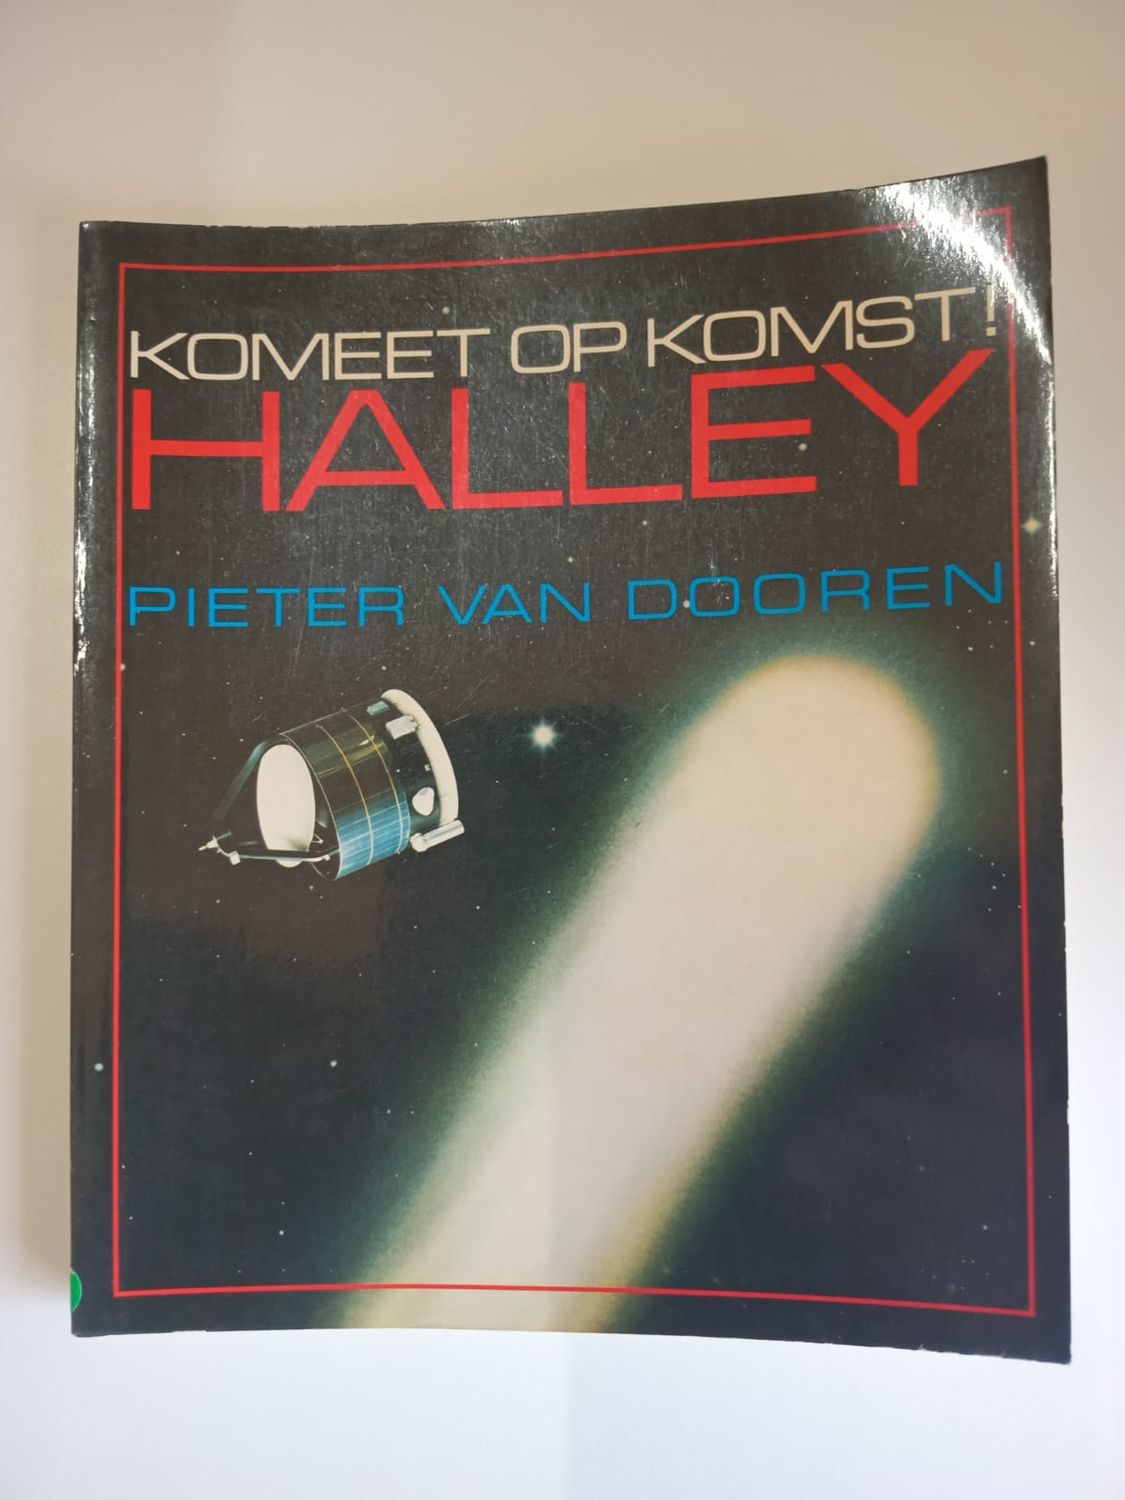 KOMEET OP KOMST!
HALLEY
PIETER VAN DOOREN